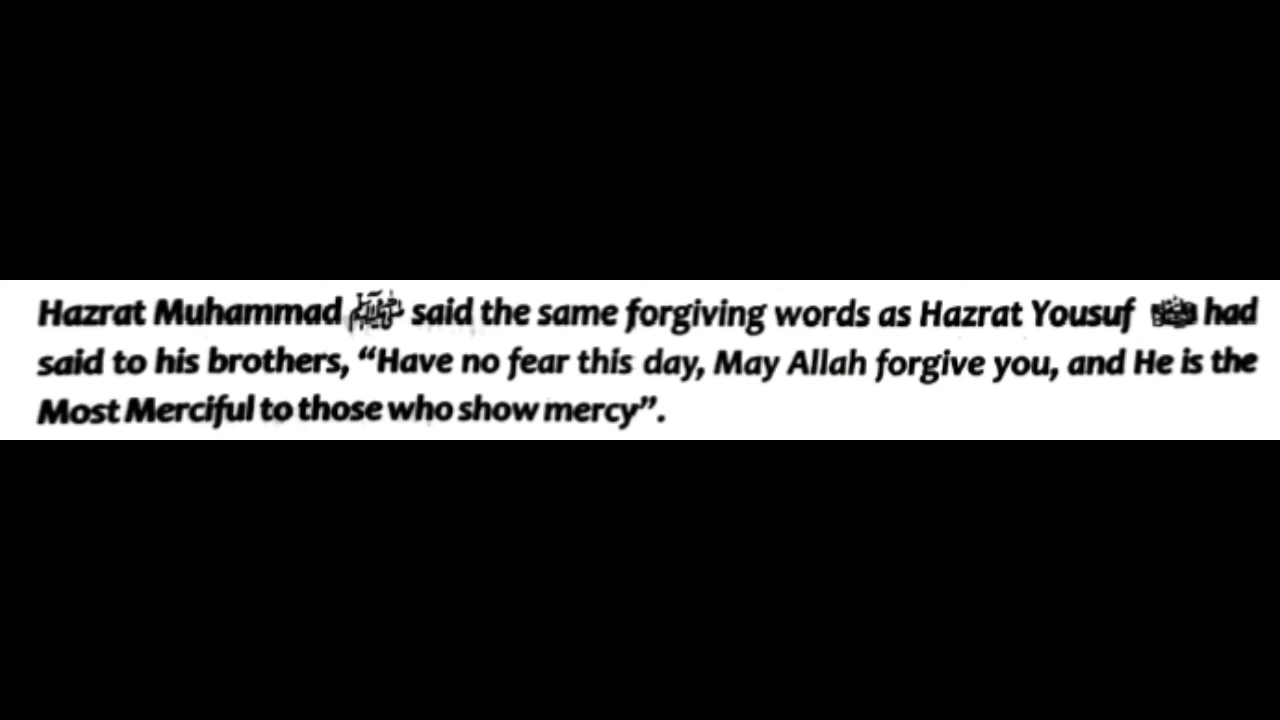 Hazrat Muhammad ﷺ said the same forgiving words as Hazrat Yousuf had
said to his brothers, “Have no fear this day, May Allah forgive you, and He is the
Most Merciful to those who show mercy”.